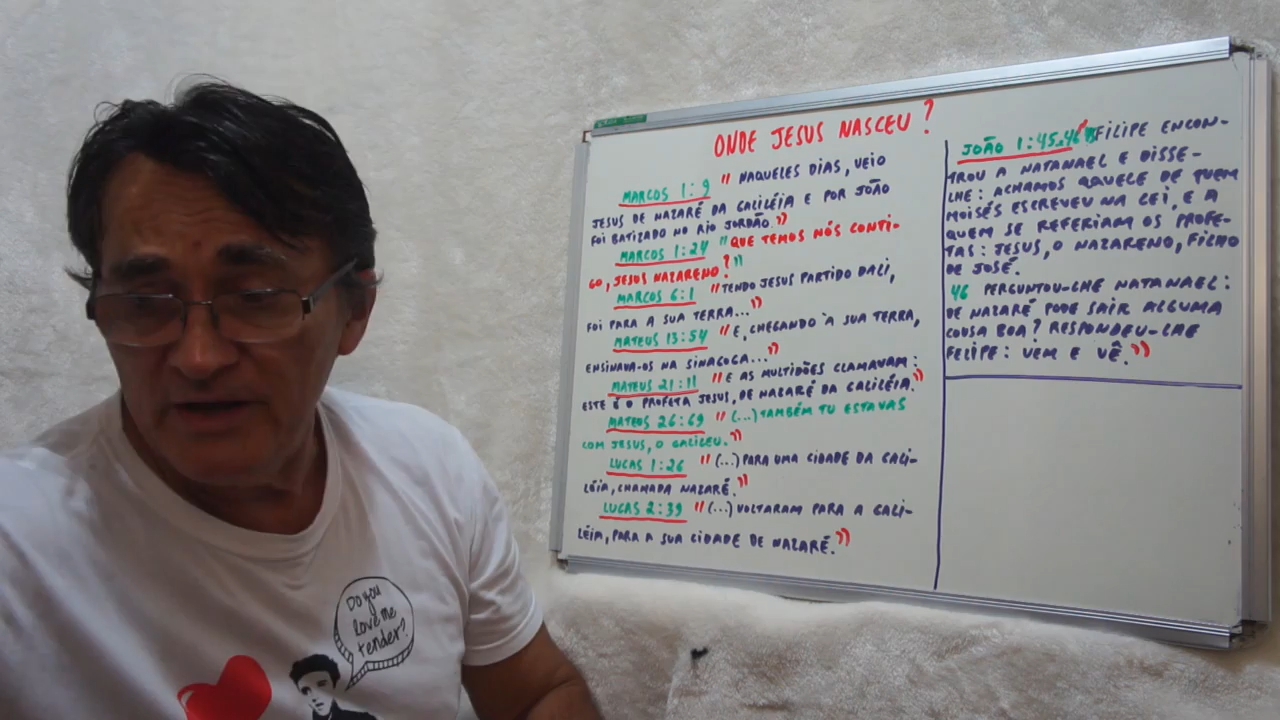 ONDE JESUS NASCEU?
MARCOS 1:9 "NAQUELES DIAS, VEIO
JESUS DE NAZARÉ DA GALILÉIA E POR JOÃO
FOI BATIZADO NO RIO JORDÃO."
MARCOS 1:24 "QUE TEMOS NÓS CONTI-
GO, JESUS NAZARENO?"
MARCOS 6:1 "TENDO JESUS PARTIDO DALI,
FOI PARA A SUA TERRA..."
MATEUS 13:54 "E, CHEGANDO À SUA TERRA,
ENSINAVA-OS NA SINAGOGA..."
MATEUS 21:11 "E AS MULTIDÕES CLAMAVAM:
ESTE É O PROFETA JESUS, DE NAZARÉ DA GALILÉIA."
MATEUS 26:69 "(...) TAMBÉM TU ESTAVAS
COM JESUS, O GALILEU."
LUCAS 1:26 "(...) PARA UMA CIDADE DA GALI-
LÉIA, CHAMADA NAZARÉ."
LUCAS 2:39 "(...) VOLTARAM PARA A GALI-
LÉIA, PARA A SUA CIDADE DE NAZARÉ."
JOÃO 1:45,46 "FILIPE ENCON-
TROU A NATANAEL E DISSE-
LHE: ACHAMOS AQUELE DE QUEM
MOISÉS ESCREVEU NA LEI, E A
QUEM SE REFERIAM OS PROFE-
TAS: JESUS, O NAZARENO, FILHO
DE JOSÉ.
46 PERGUNTOU-LHE NATANAEL:
DE NAZARÉ PODE SAIR ALGUMA
COUSA BOA? RESPONDEU-LHE
FELIPE: VEM E VÊ."
Do you
love me
tender?